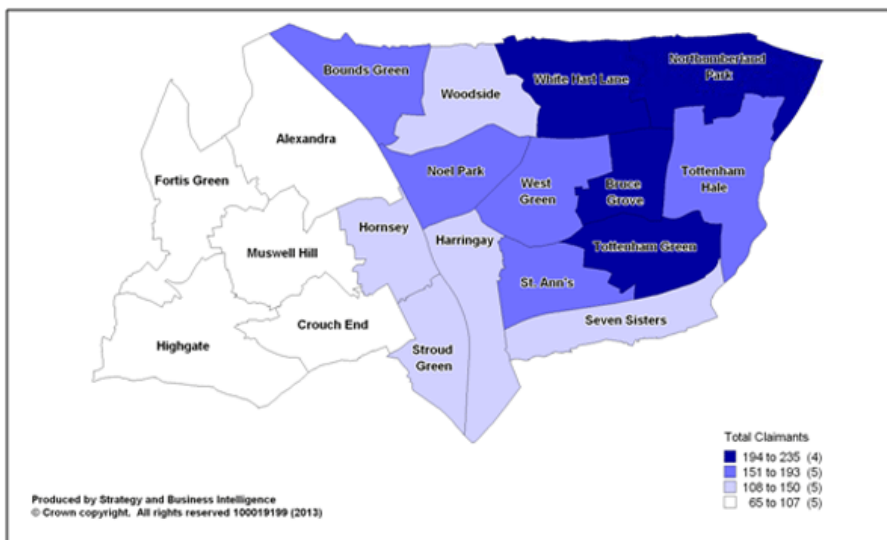 Bounds Green
Woodside
White Hart Lane
Northumberland
Park
Alexandra
Fortis Green
Noel Park
West
Green
Bruce
Grove
Tottenham
Hale
Hornsey
Harringay
Muswell Hill
Tottenham Green
St. Ann's
Crouch End
Seven Sisters
Highgate
Stroud
Green
Total Claimants
194 to 235 (4)
151 to 193 (5)
108 to 150 (5)
65 to 107 (5)
Produced by Strategy and Business Intelligence
© Crown copyright. All rights reserved 100019199 (2013)